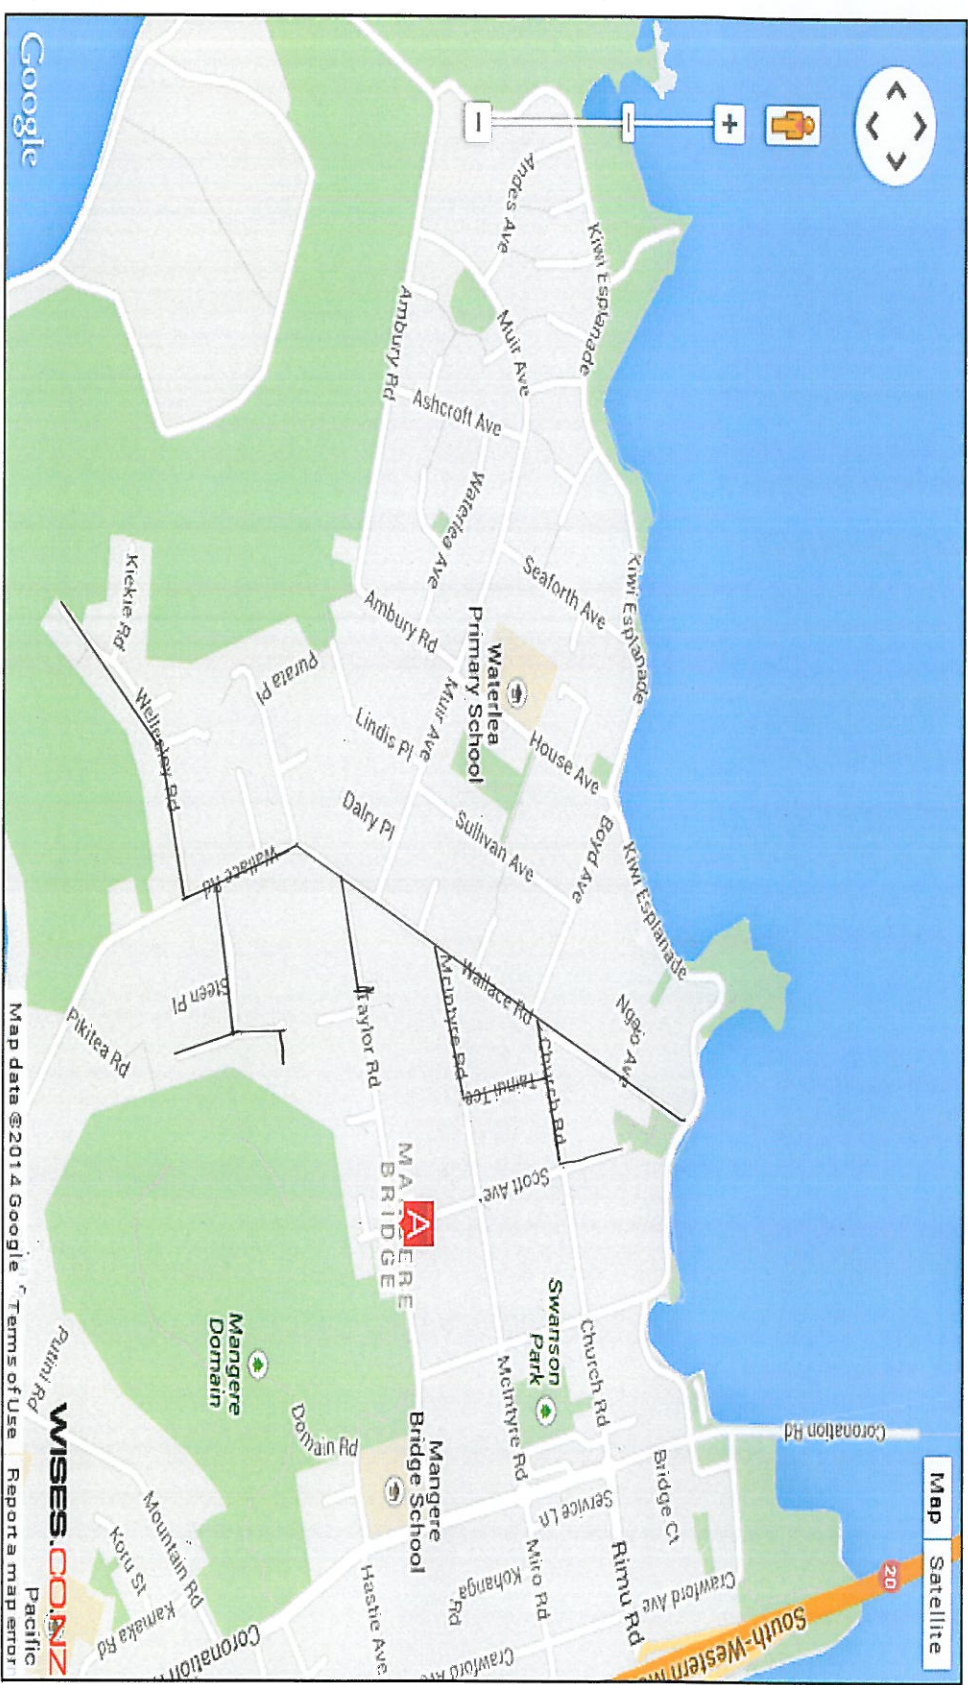 Map Satellite
20
South-Western M
Coronation Rd
Bridge Ct
Crawford Ave
Rimu Rd
Service Ln
Miro Rd
Kohanga
Rd
Crawford Av
Hastie Ave
Coronation
Kiwi Esplanade
Andes Ave
Muir Ave
Ambury Rd
Ashcroft Ave
Waterlea Ave
Seaforth Ave
Kiwi Esplanade
Ambury Rd
Waterlea
Primary School
House Ave
Boyd Ave
Kiwi Esplanade
Muir Ave
Sullivan Ave
Lindis Pl
Purata Pl
Dalry Pl
Kiekie Rd
Wellesley Rd
Wallace Rd
Wallace Rd
Ngaio Ave
McIntyre Rd
Church Rd
Tainui Tce
Taylor Rd
Steen Pl
Pikitea Rd
Scott Ave
A
MANGERE
BRIDGE
Swanson
Park
Church Rd
McIntyre Rd
Mangere
Domain
Domain Rd
Mangere
Bridge School
Mountain Rd
Koru St
Kamaka Rd
Putini Rd
Pacific
WISES.CO.NZ
Google
Map data ©2014 Google Terms of Use Report a map error